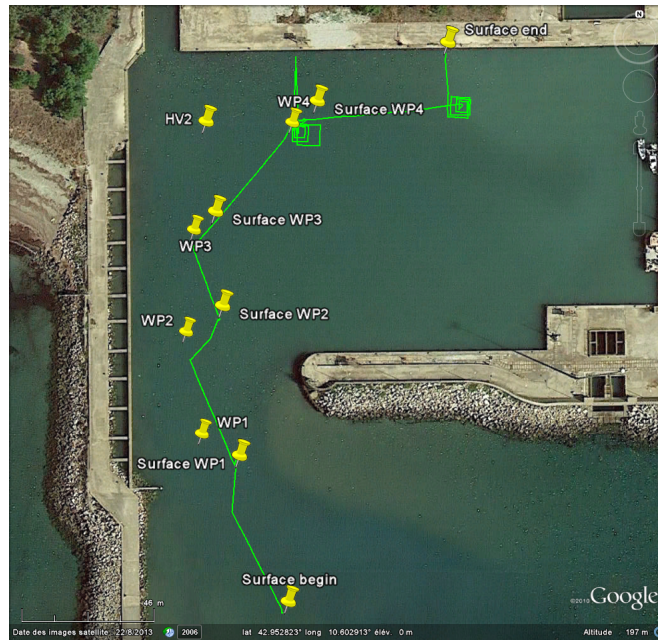 N
Surface end
WP4
Surface WP4
HV2
Surface WP3
WP3
Surface WP2
WP2
WP1
Surface WP1
Surface begin
46 m
©2010 Google
Date des images satellite: 22/8/2013 2006 lat 42.952823° long 10.602913° élév. 0 m Altitude 197 m